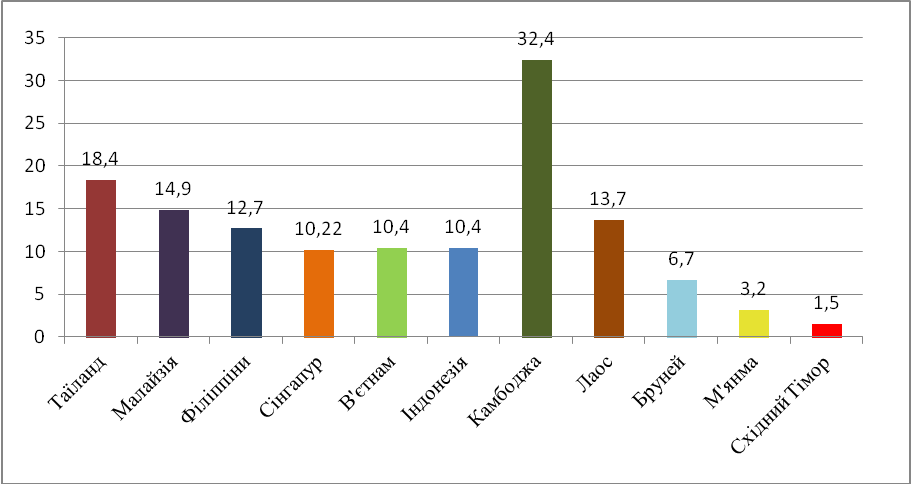 35
30
25
20
15
10
5
0
18,4
14,9
12,7
10,22
10,4
10,4
32,4
13,7
6,7
3,2
1,5
Таїланд
Малайзія
Філіппіни
Сінгапур
В'єтнам
Індонезія
Камбоджа
Лаос
Бруней
М'янма
Східний Тімор